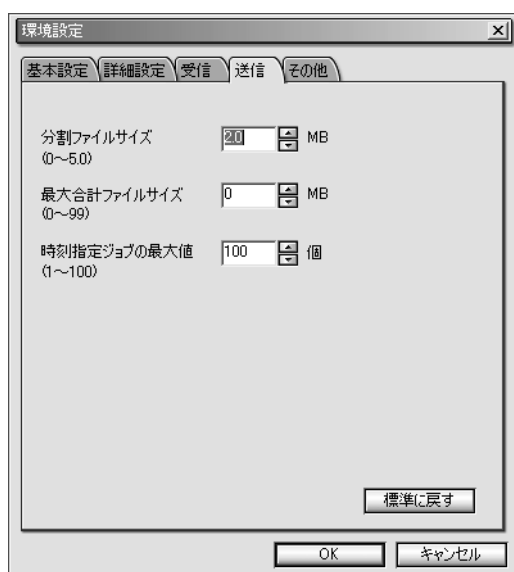 環境設定
基本設定 詳細設定 受信 送信 その他
分割ファイルサイズ 2.0 MB
(0～5.0)
最大合計ファイルサイズ 0 MB
(0～99)
時刻指定ジョブの最大値 100 個
(1～100)
標準に戻す
OK キャンセル